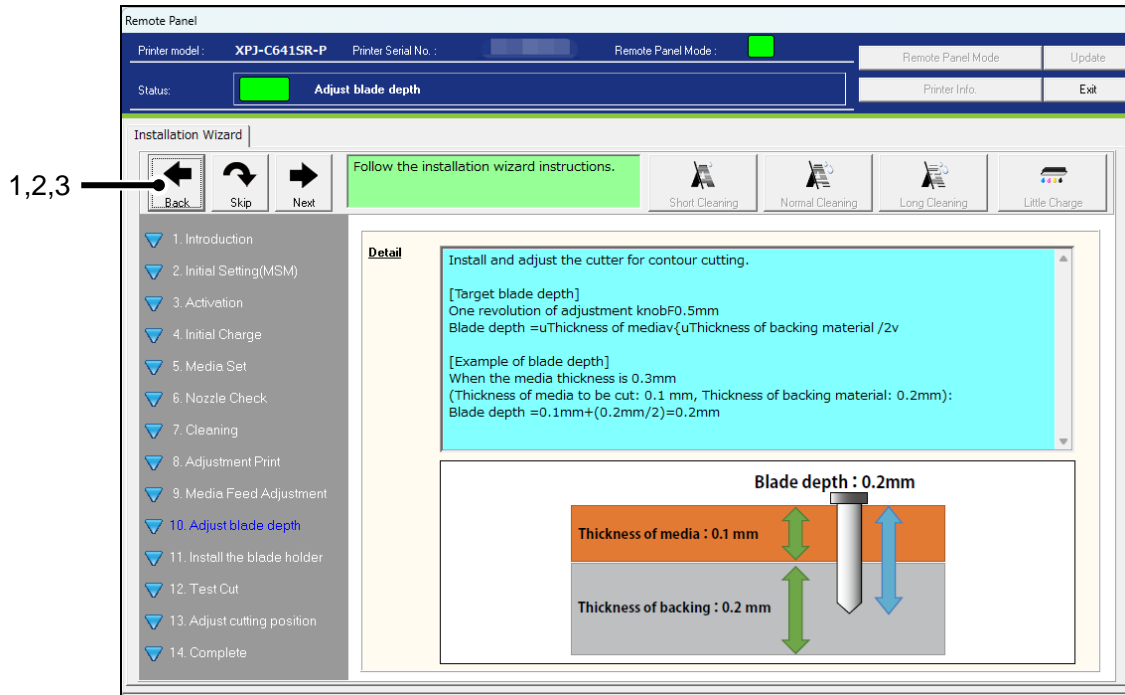 Remote Panel
Printer model : XPJ-C641SR-P Printer Serial No. : Remote Panel Mode :
Remote Panel Mode Update
Status: Adjust blade depth
Printer Info. Exit
Installation Wizard
1,2,3
Back Skip Next
Follow the installation wizard instructions.
Short Cleaning Normal Cleaning Long Cleaning Little Charge
1. Introduction
2. Initial Setting(MSM)
3. Activation
4. Initial Charge
5. Media Set
6. Nozzle Check
7. Cleaning
8. Adjustment Print
9. Media Feed Adjustment
10. Adjust blade depth
11. Install the blade holder
12. Test Cut
13. Adjust cutting position
14. Complete
Detail
Install and adjust the cutter for contour cutting.
[Target blade depth]
One revolution of adjustment knobF0.5mm
Blade depth =uThickness of mediav{uThickness of backing material /2v
[Example of blade depth]
When the media thickness is 0.3mm
(Thickness of media to be cut: 0.1 mm, Thickness of backing material: 0.2mm):
Blade depth =0.1mm+(0.2mm/2)=0.2mm
Blade depth : 0.2mm
Thickness of media : 0.1 mm
Thickness of backing : 0.2 mm